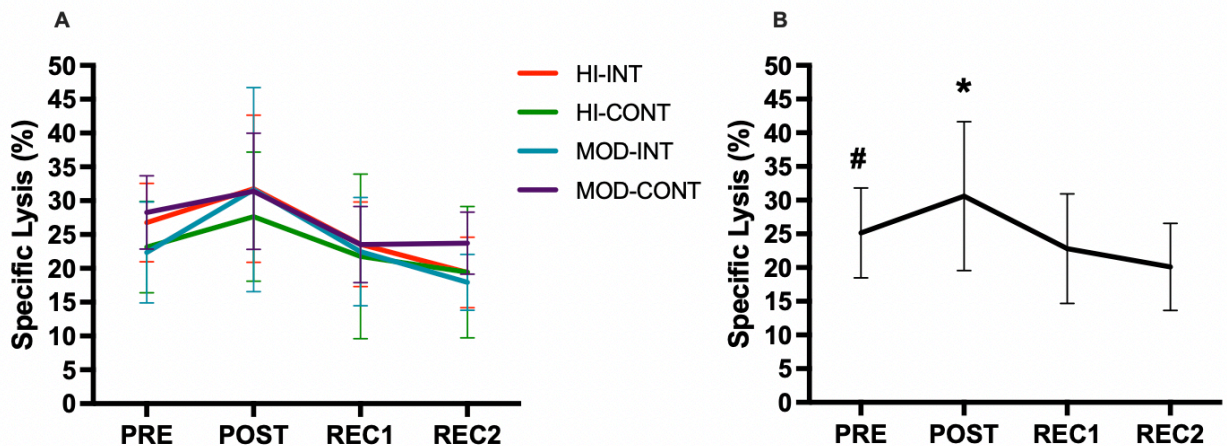 A
Specific Lysis (%)
50
45
40
35
30
25
20
15
10
5
0
PRE POST REC1 REC2
HI-INT
HI-CONT
MOD-INT
MOD-CONT
B
Specific Lysis (%)
50
45
40
35
30
25
20
15
10
5
0
#
*
PRE POST REC1 REC2